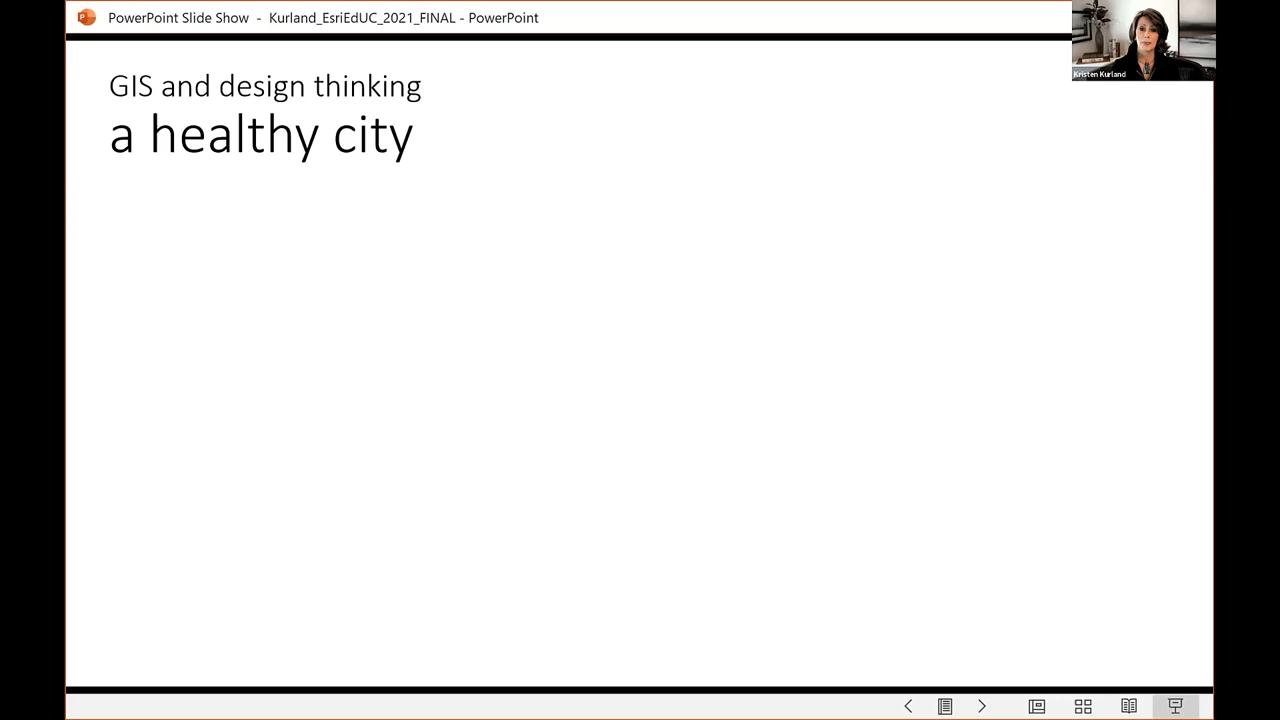 PowerPoint Slide Show - Kurland_EsriEdUC_2021_FINAL - PowerPoint
Kristen Kurland
GIS and design thinking
a healthy city